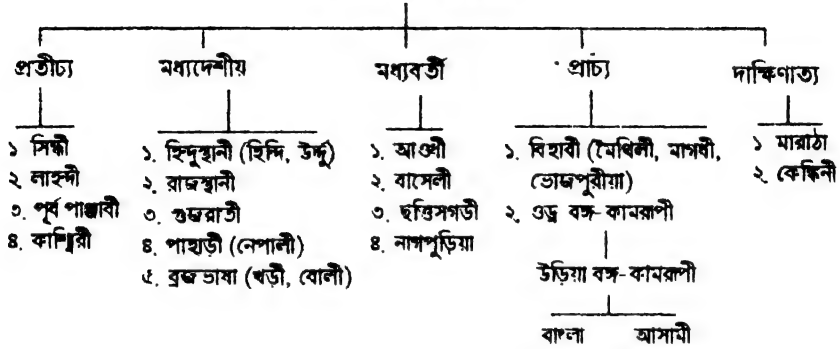 প্রতীচ্য
মধ্যদেশীয়
মধ্যবর্তী
প্রাচ্য
দাক্ষিণাত্য
১ সিন্ধী
২ লাহন্দী
৩. পূর্ব পাঞ্জাবী
৪. কাশ্মিরী
১. হিন্দুস্থানী (হিন্দি, উর্দ্দু)
২. রাজস্থানী
৩. গুজরাতী
৪. পাহাড়ী (নেপালী)
৫. ব্রজভাষা (খড়ী, বোলী)
১. আওধী
২. বাসেলী
৩. ছত্তিসগড়ী
৪. নাগপুড়িয়া
১. বিহাবী (মৈথিলী, মাগধী,
ভোজপুরীয়া)
২. ওড্র বঙ্গ-কামরূপী
উড়িয়া বঙ্গ-কামরূপী
বাংলা আসামী
১ মারাঠা
২. কেঙ্কিনী